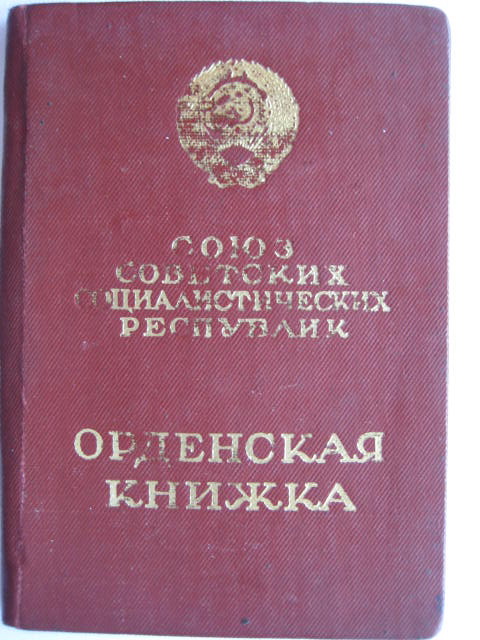 СОЮЗ
СОВЕТСКИХ
СОЦИАЛИСТИЧЕСКИХ
РЕСПУБЛИК
ОРДЕНСКАЯ
КНИЖКА